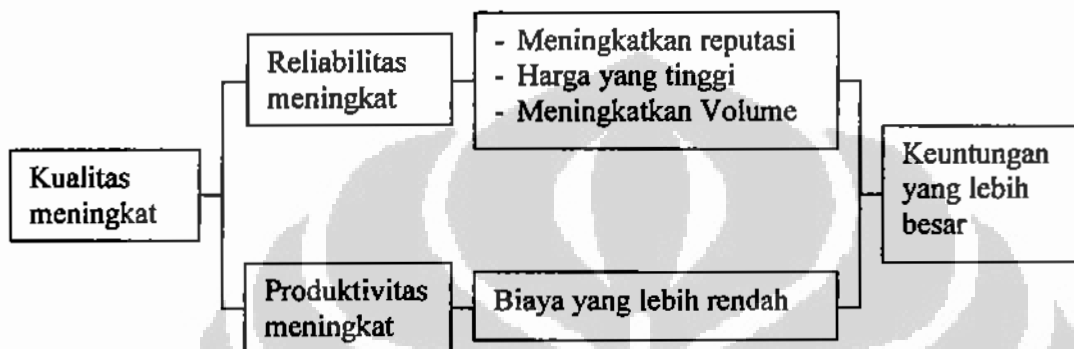 Kualitas
meningkat
Reliabilitas
meningkat
- Meningkatkan reputasi
- Harga yang tinggi
- Meningkatkan Volume
Produktivitas
meningkat
Biaya yang lebih rendah
Keuntungan
yang lebih
besar